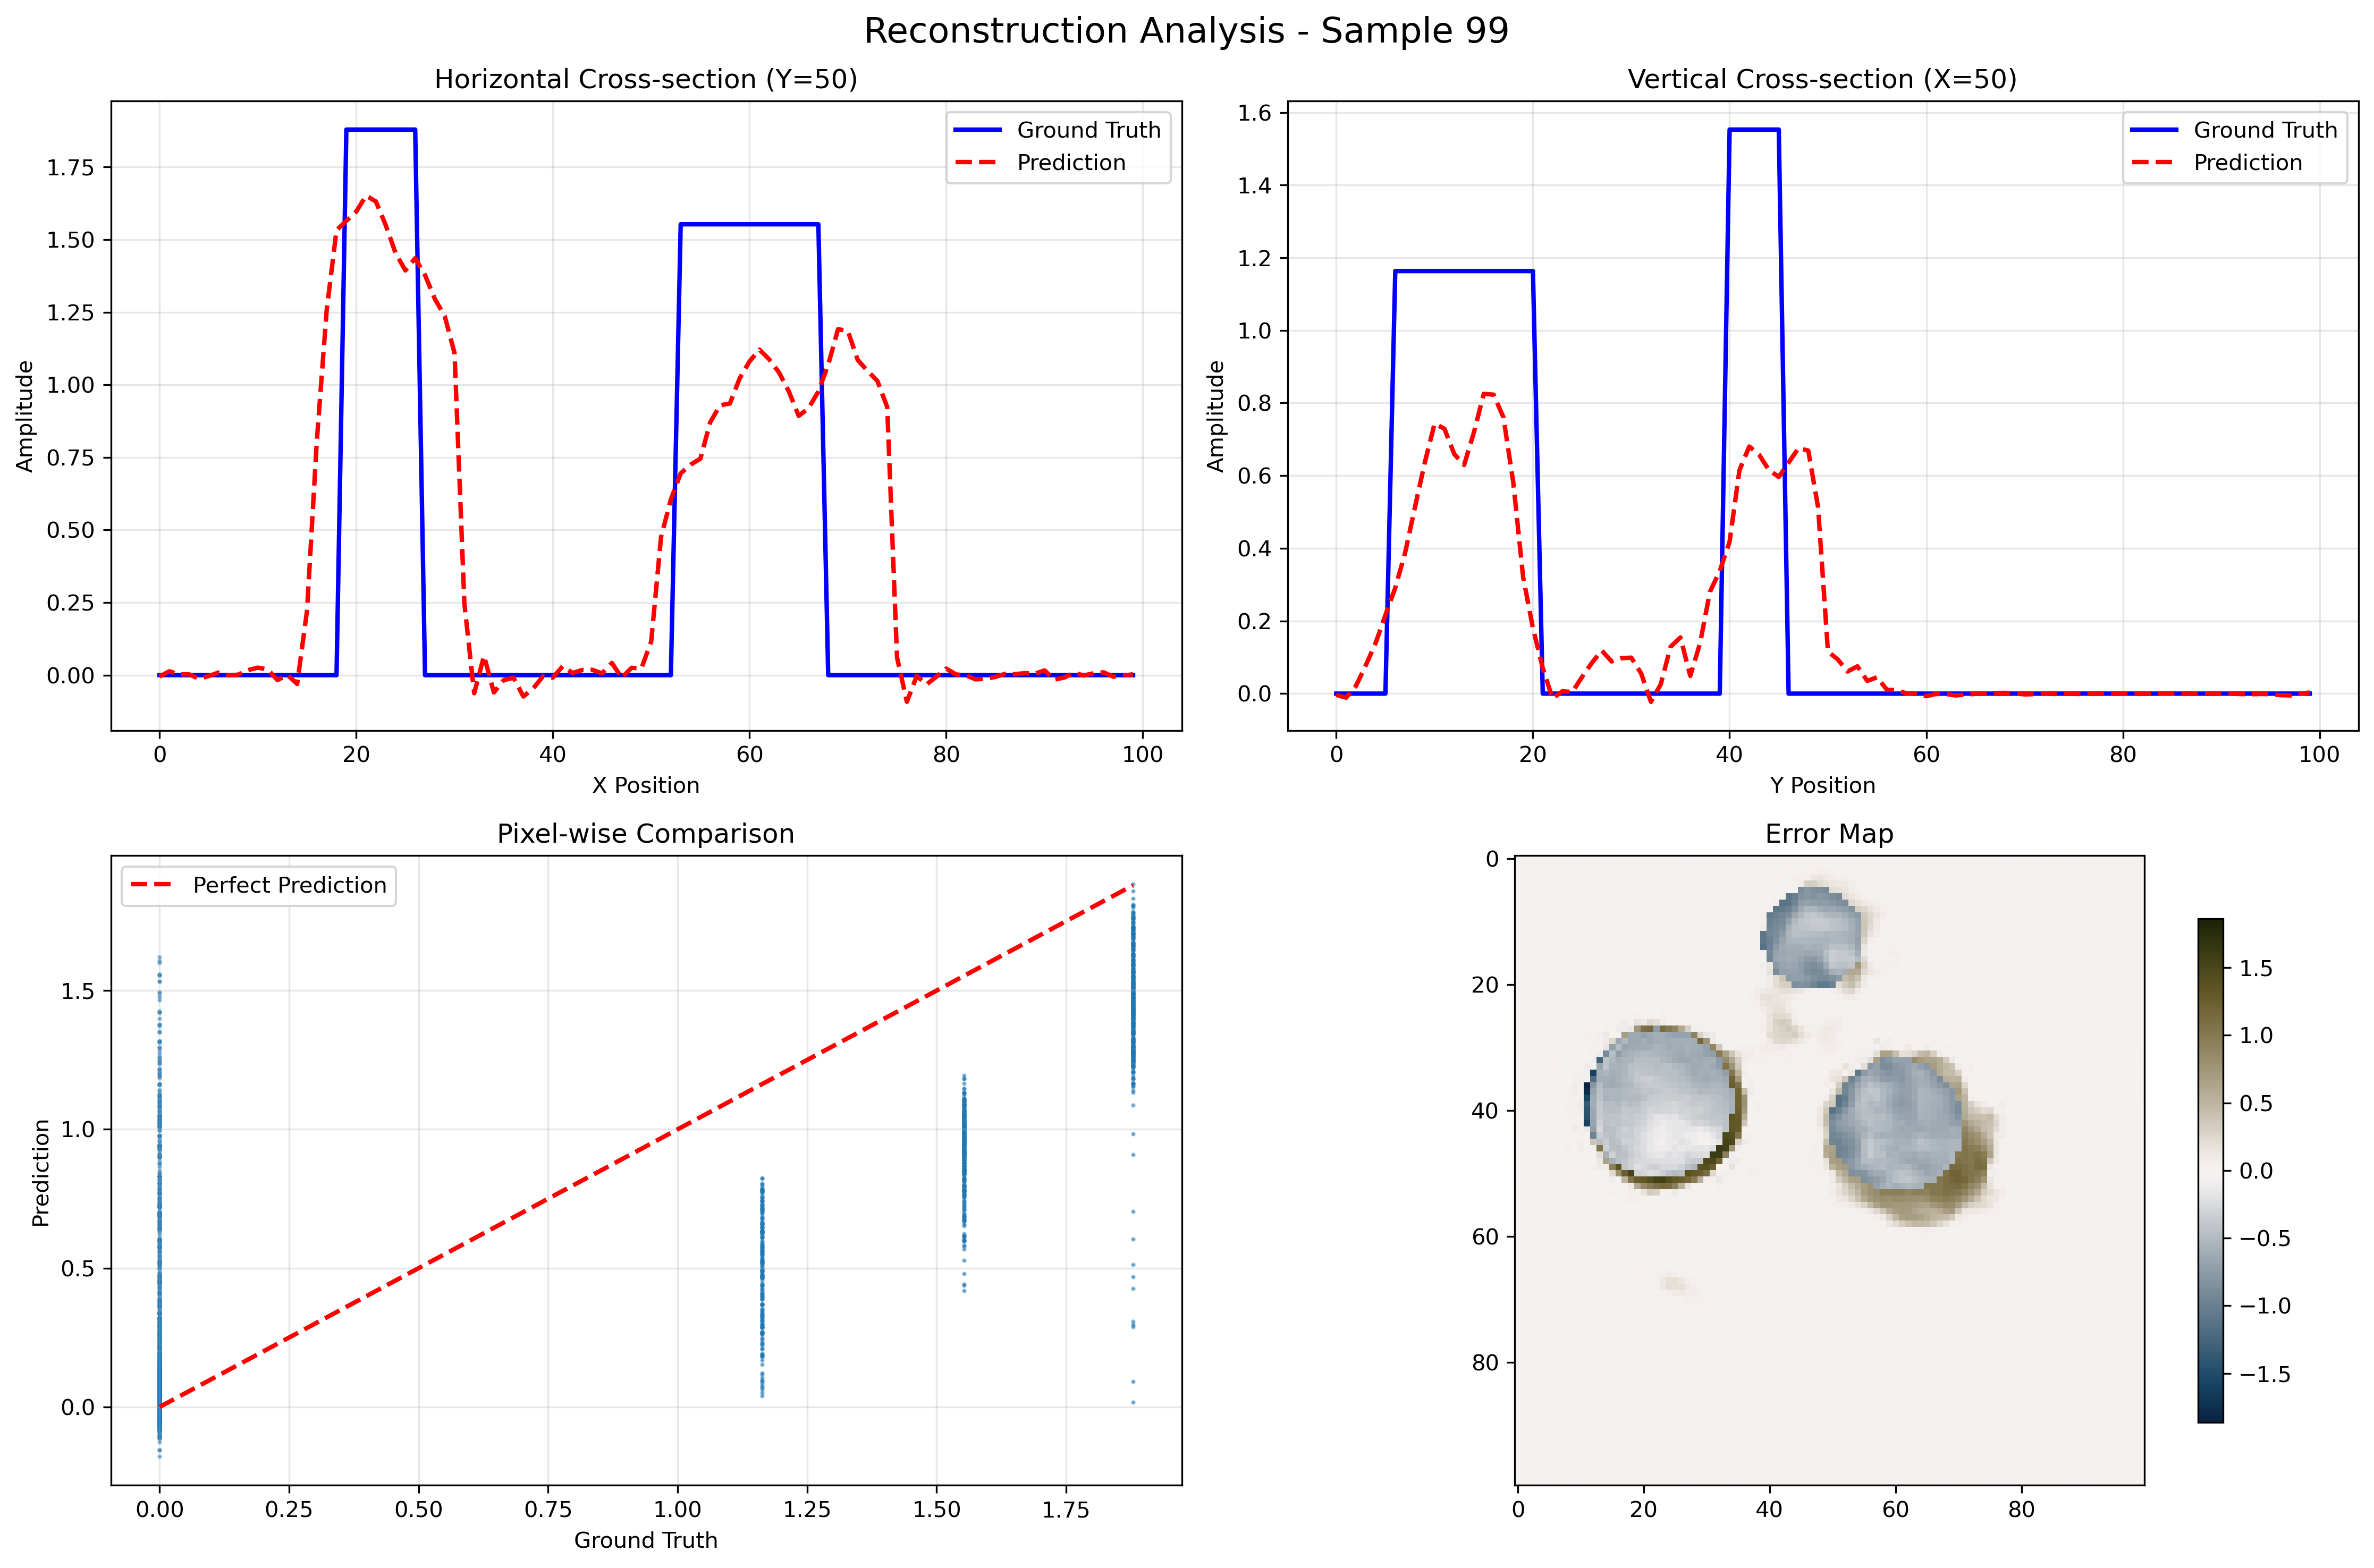 Reconstruction Analysis - Sample 99
Horizontal Cross-section (Y=50)
Ground Truth
Prediction
Amplitude
1.75
1.50
1.25
1.00
0.75
0.50
0.25
0.00
0 20 40 60 80 100
X Position
Vertical Cross-section (X=50)
Ground Truth
Prediction
Amplitude
1.6
1.4
1.2
1.0
0.8
0.6
0.4
0.2
0.0
0 20 40 60 80 100
Y Position
Pixel-wise Comparison
Perfect Prediction
Prediction
1.5
1.0
0.5
0.0
0.00 0.25 0.50 0.75 1.00 1.25 1.50 1.75
Ground Truth
Error Map
0
20
40
60
80
0 20 40 60 80
1.5
1.0
0.5
0.0
−0.5
−1.0
−1.5